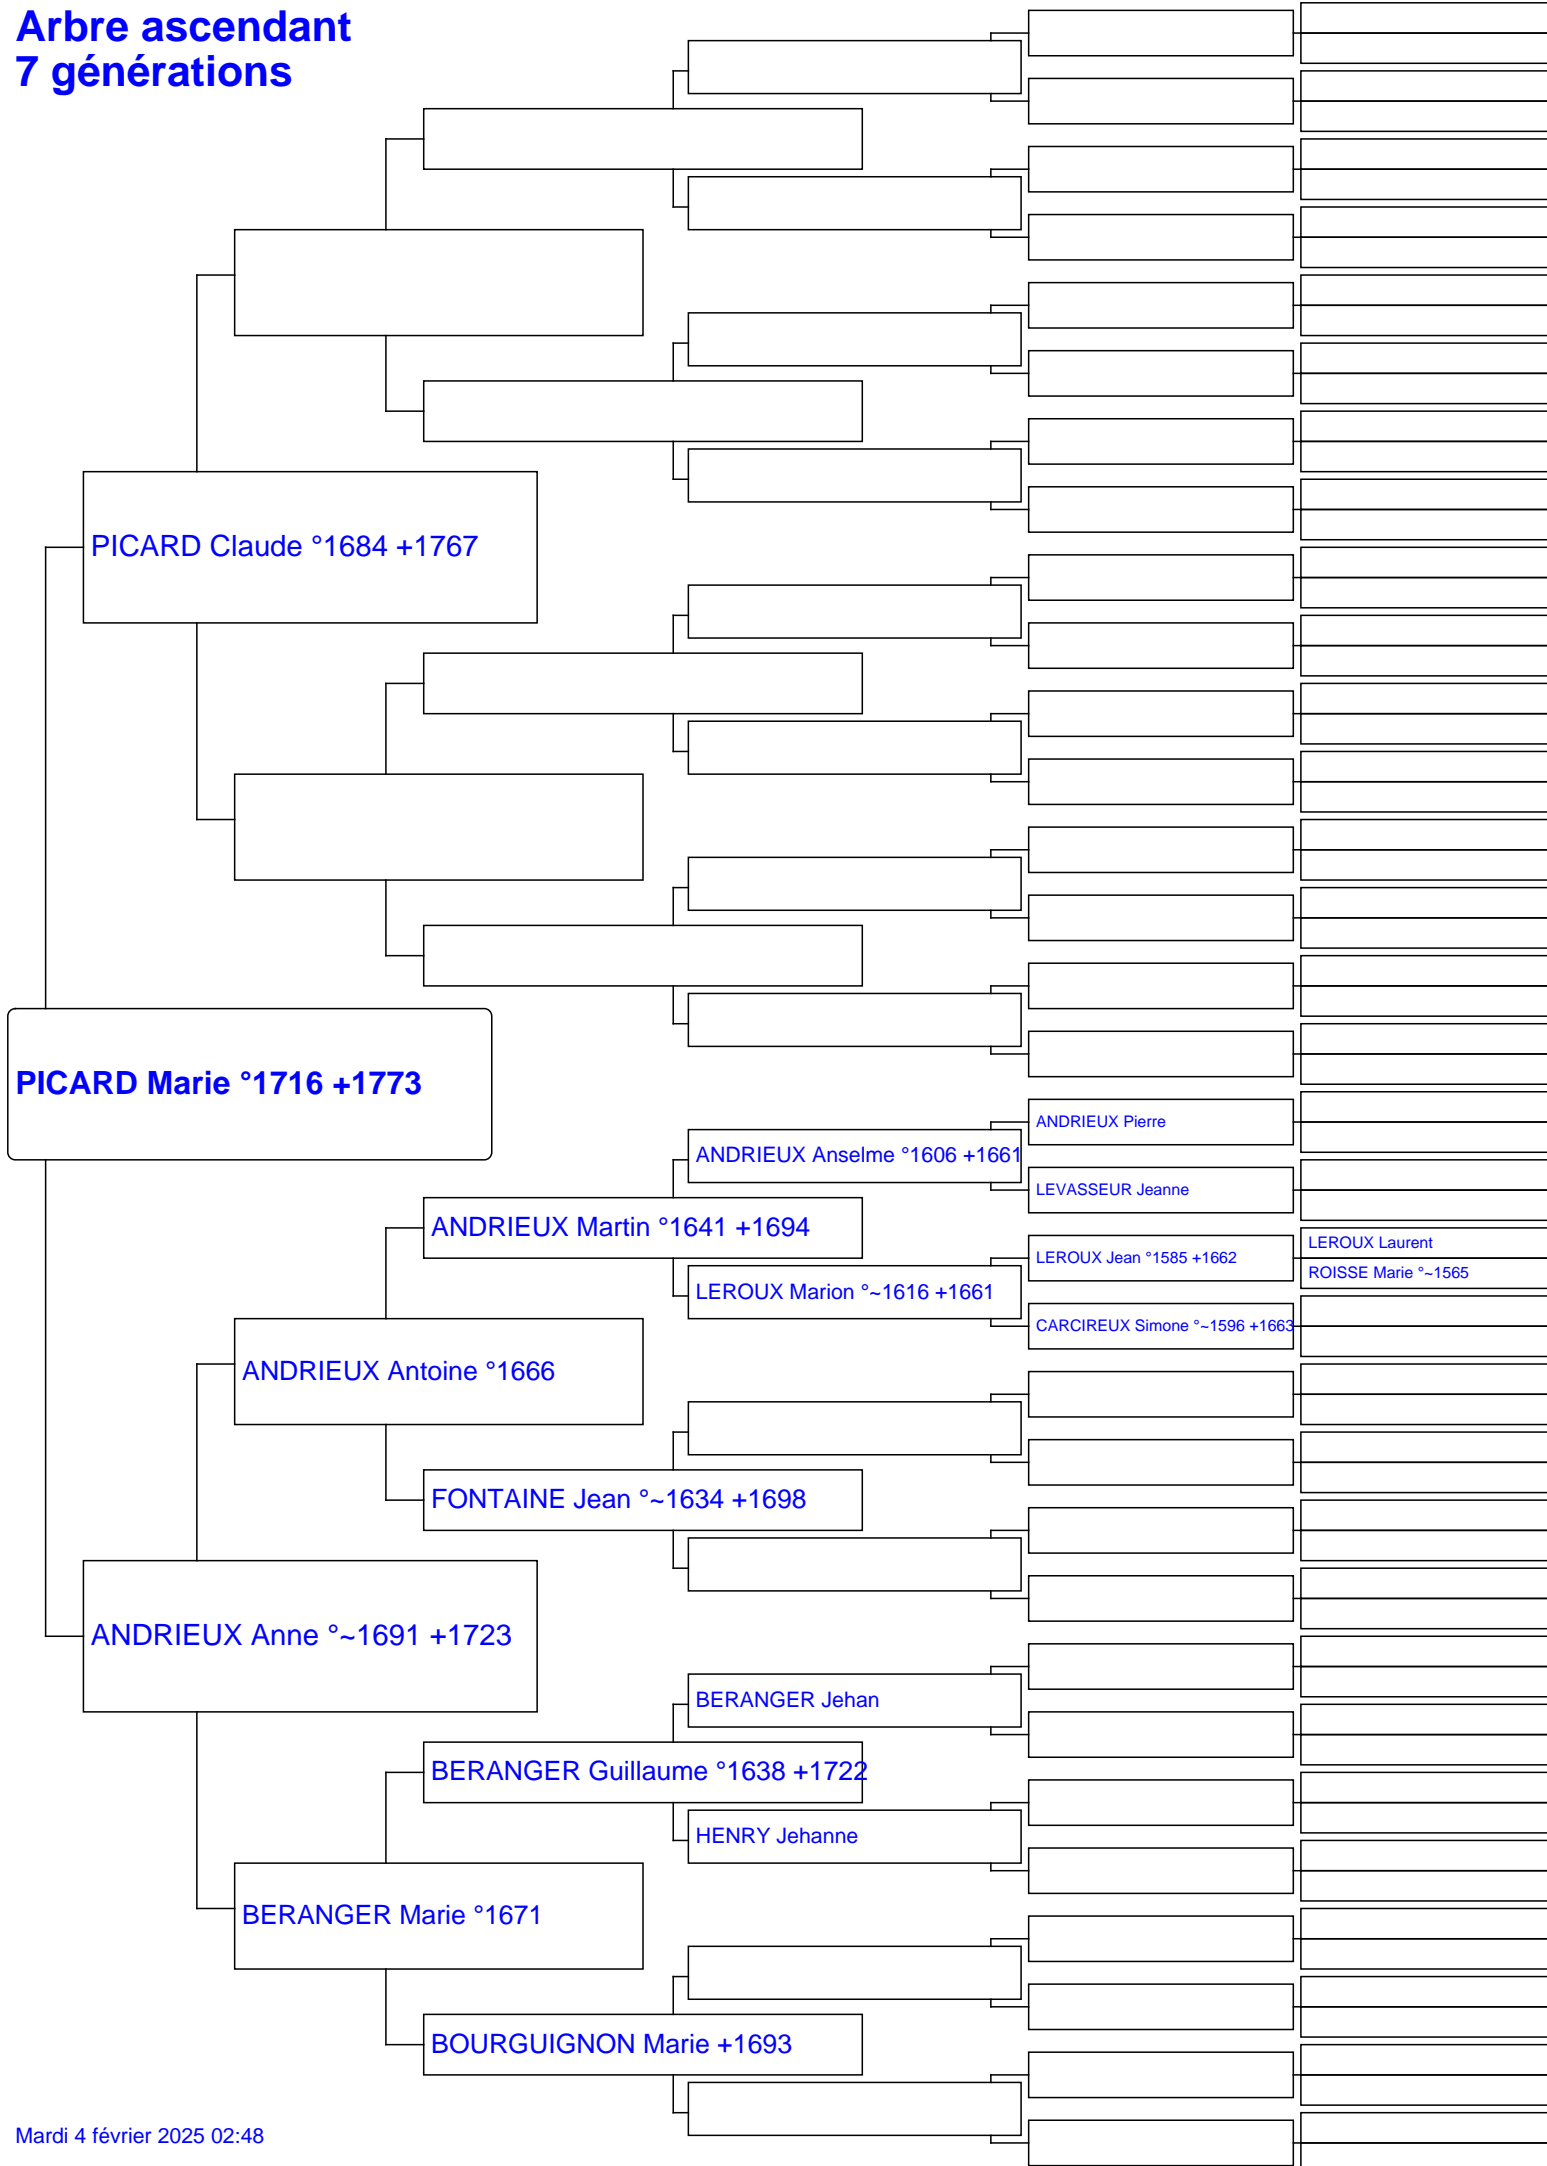 Arbre ascendant
7 générations
PICARD Claude °1684 +1767
PICARD Marie °1716 +1773
ANDRIEUX Pierre
ANDRIEUX Anselme °1606 +1661
LEVASSEUR Jeanne
ANDRIEUX Martin °1641 +1694
LEROUX Laurent
LEROUX Jean °1585 +1662
ROISSE Marie °~1565
LEROUX Marion °~1616 +1661
CARCIREUX Simone °~1596 +1663
ANDRIEUX Antoine °1666
FONTAINE Jean °~1634 +1698
ANDRIEUX Anne °~1691 +1723
BERANGER Jehan
BERANGER Guillaume °1638 +1722
HENRY Jehanne
BERANGER Marie °1671
BOURGUIGNON Marie +1693
Mardi 4 février 2025 02:48